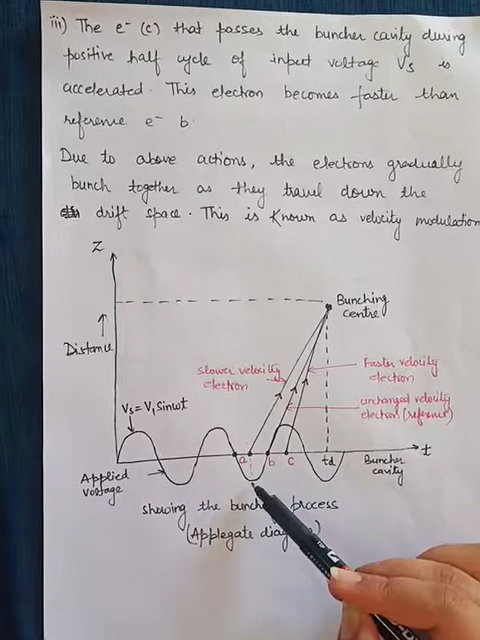 iii) The e⁻ (c) that passes the buncher cavity during
positive half cycle of input voltage Vs is
accelerated. This electron becomes faster than
reference e⁻ b.
Due to above actions, the electrons gradually
bunch together as they travel down the
drift space. This is known as velocity modulation
Z
Bunching
centre
Distance
slower velocity
electron
Faster velocity
electron
unchanged velocity
electron (reference)
Vs = V₁ sinωt
a b c td t
Applied
voltage
Buncher
cavity
showing the process
(Applegate